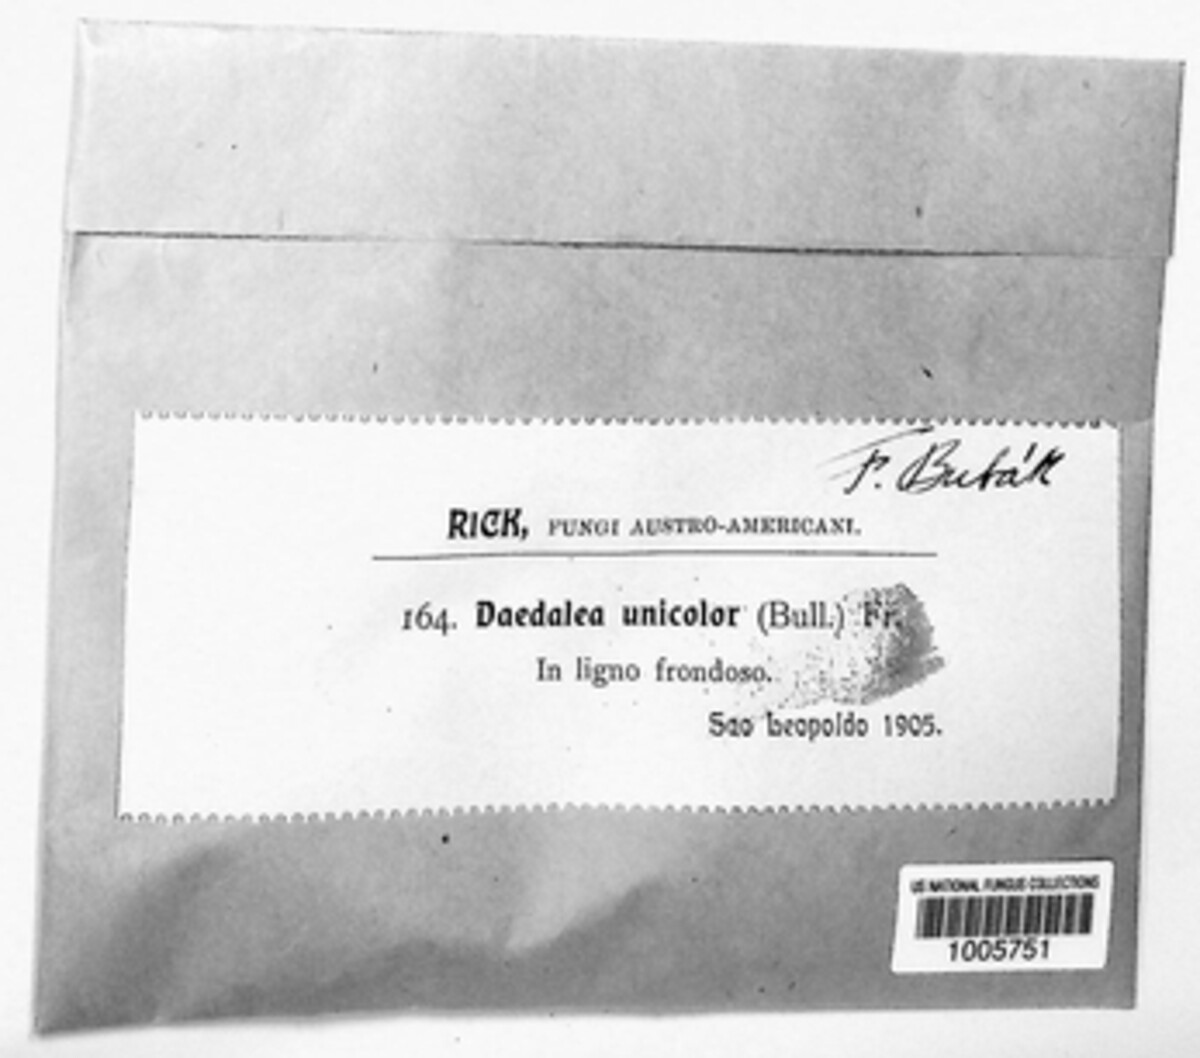 F. Bubák
RICK, FUNGI AUSTRO-AMERICANI.
164. Daedalea unicolor (Bull.) Fr.
In ligno frondoso.
Sao Leopoldo 1905.
US NATIONAL FUNGUS COLLECTIONS
1005751